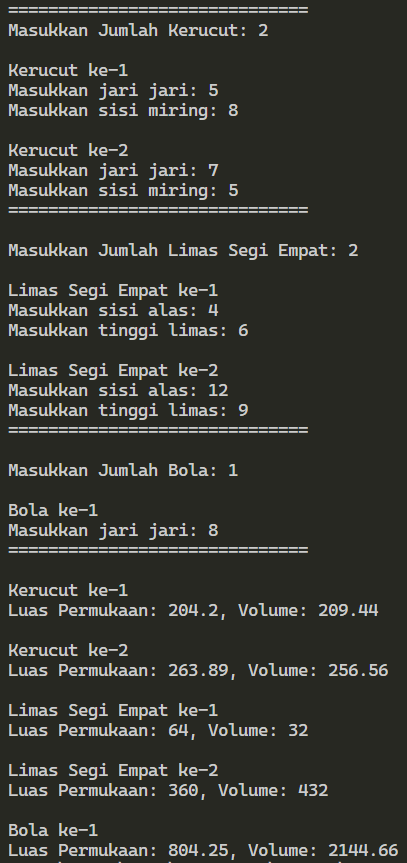 ==============================
Masukkan Jumlah Kerucut: 2
Kerucut ke-1
Masukkan jari jari: 5
Masukkan sisi miring: 8
Kerucut ke-2
Masukkan jari jari: 7
Masukkan sisi miring: 5
==============================
Masukkan Jumlah Limas Segi Empat: 2
Limas Segi Empat ke-1
Masukkan sisi alas: 4
Masukkan tinggi limas: 6
Limas Segi Empat ke-2
Masukkan sisi alas: 12
Masukkan tinggi limas: 9
==============================
Masukkan Jumlah Bola: 1
Bola ke-1
Masukkan jari jari: 8
==============================
Kerucut ke-1
Luas Permukaan: 204.2, Volume: 209.44
Kerucut ke-2
Luas Permukaan: 263.89, Volume: 256.56
Limas Segi Empat ke-1
Luas Permukaan: 64, Volume: 32
Limas Segi Empat ke-2
Luas Permukaan: 360, Volume: 432
Bola ke-1
Luas Permukaan: 804.25, Volume: 2144.66